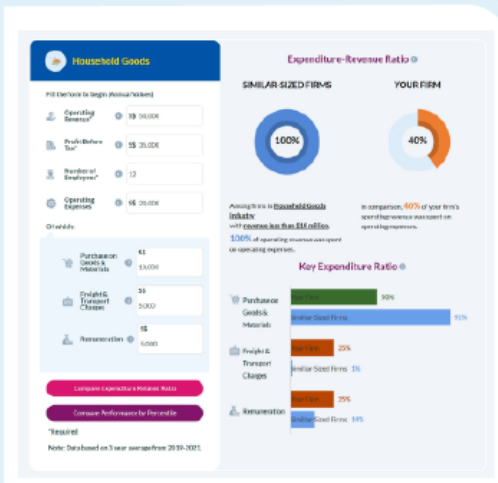 Household Goods
Fill the form to begin (Annual Values)
Operating Revenue*
S$ 50,000
Profit Before Tax*
S$ 35,000
Number of Employees*
12
Operating Expenses
S$ 20,000
Of which:
Purchase on Goods & Materials
S$
10,000
Freight & Transport Charges
S$
5,000
Remuneration
S$
5,000
Compare Expenditure Related Ratio
Compare Performance by Percentile
*Required
Note: Data based on 3 year average from 2019-2021
Expenditure-Revenue Ratio
SIMILAR-SIZED FIRMS
YOUR FIRM
100%
40%
Among firms in Household Goods
Industry
with revenue less than $10 million,
100% of operating revenue was spent
on operating expenses.
In comparison, 40% of your firm's
operating revenue was spent on
operating expenses.
Key Expenditure Ratio
Purchase on
Goods &
Materials
Your Firm
50%
Similar Sized Firms
Freight &
Transport
Charges
Your Firm
25%
Similar Sized Firms 1%
Remuneration
Your Firm
25%
Similar Sized Firms 14%